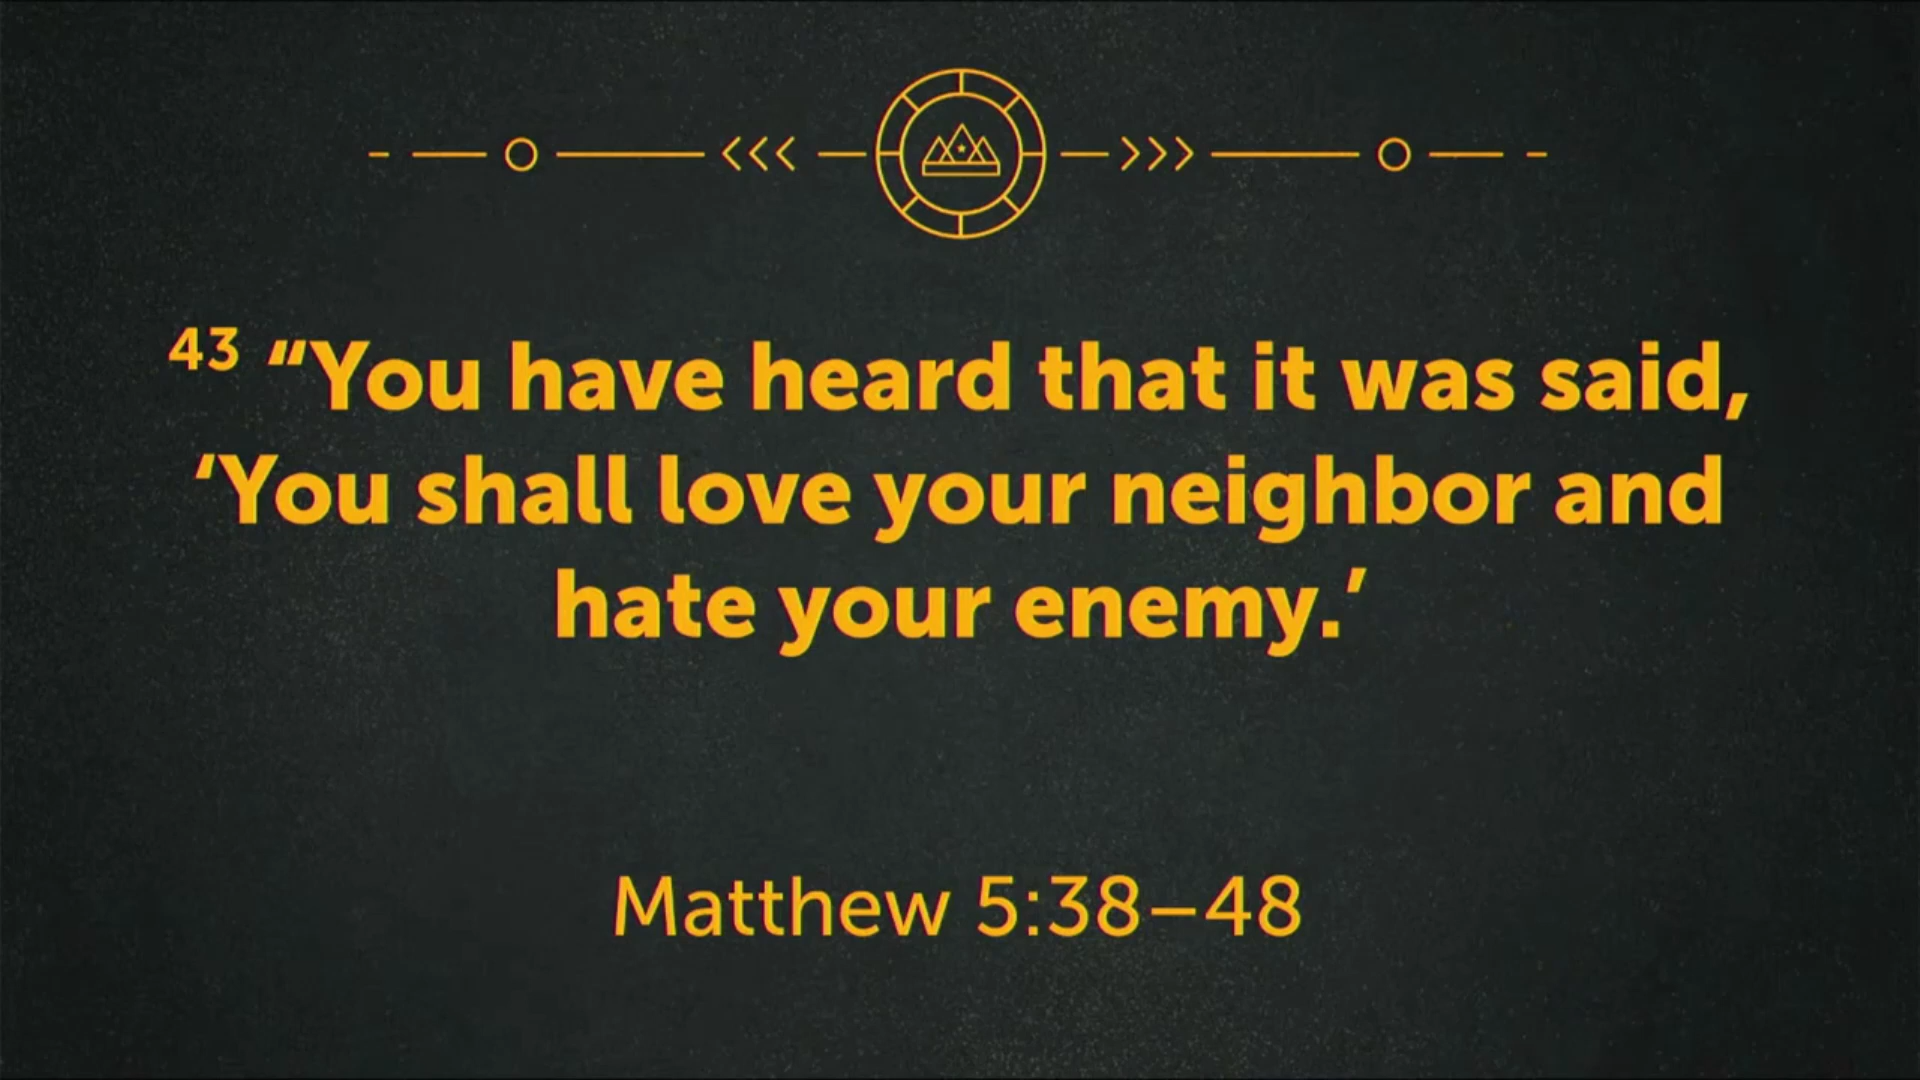 43 “You have heard that it was said,
‘You shall love your neighbor and
hate your enemy.’
Matthew 5:38–48